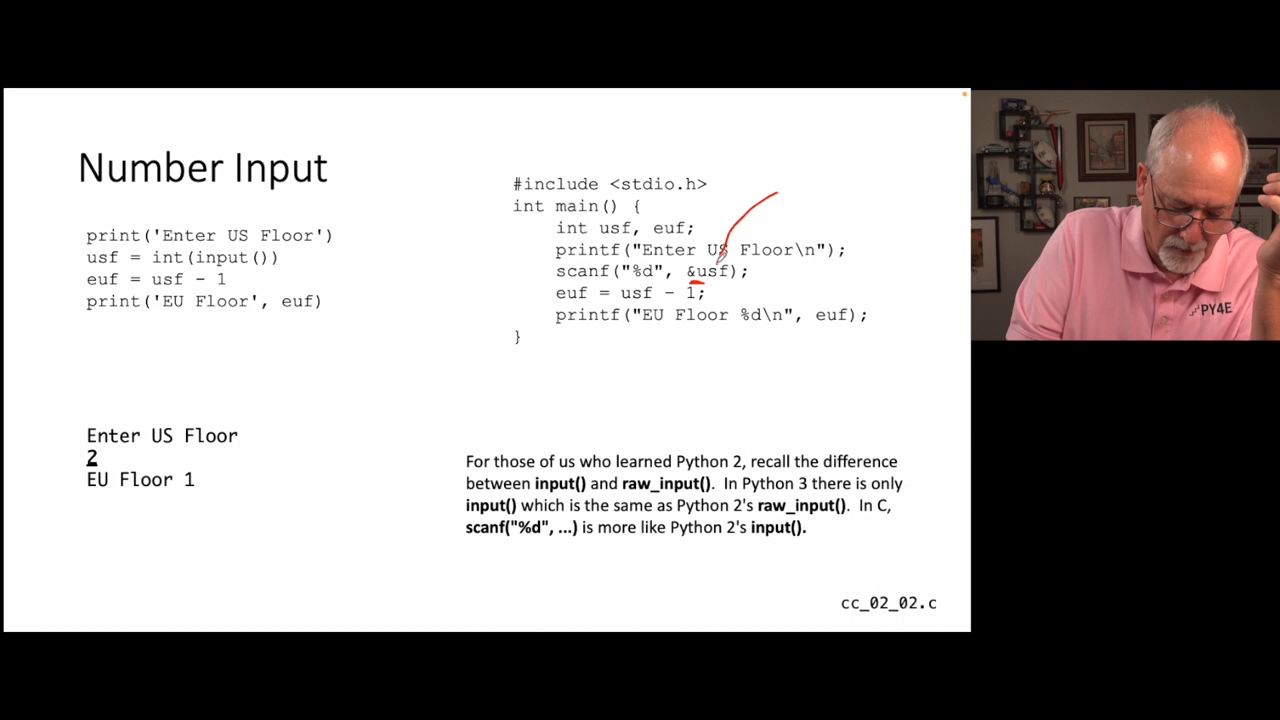 Number Input
print('Enter US Floor')
usf = int(input())
euf = usf - 1
print('EU Floor', euf)
#include <stdio.h>
int main() {
    int usf, euf;
    printf("Enter US Floor\n");
    scanf("%d", &usf);
    euf = usf - 1;
    printf("EU Floor %d\n", euf);
}
Enter US Floor
2
EU Floor 1
For those of us who learned Python 2, recall the difference
between input() and raw_input(). In Python 3 there is only
input() which is the same as Python 2's raw_input(). In C,
scanf("%d", ...) is more like Python 2's input().
cc_02_02.c
PY4E